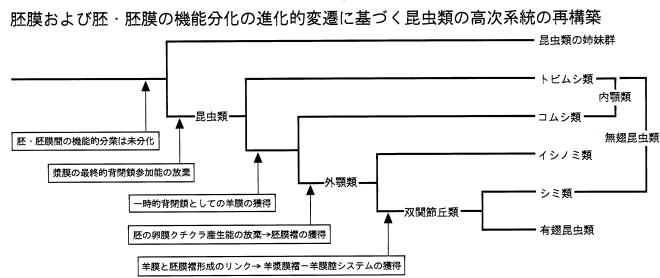 胚膜および胚・胚膜の機能分化の進化的変遷に基づく昆虫類の高次系統の再構築
昆虫類の姉妹群
トビムシ類
内顎類
昆虫類
コムシ類
無翅昆虫類
胚・胚膜間の機能的分業は未分化
イシノミ類
漿膜の最終的背閉鎖参加能の放棄
外顎類
シミ類
一時的背閉鎖としての羊膜の獲得
双関節丘類
有翅昆虫類
胚の卵膜クチクラ産生能の放棄→胚膜褶の獲得
羊膜と胚膜褶形成のリンク→羊漿膜褶－羊膜腔システムの獲得